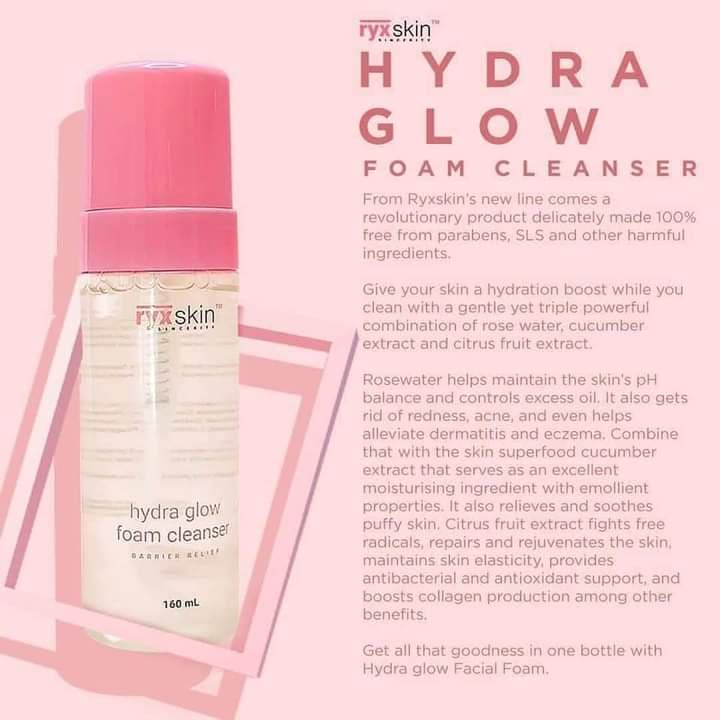 ryxskin™
SINCERITY
HYDRA
GLOW
FOAM CLEANSER
From Ryxskin's new line comes a
revolutionary product delicately made 100%
free from parabens, SLS and other harmful
ingredients.
Give your skin a hydration boost while you
clean with a gentle yet triple powerful
combination of rose water, cucumber
extract and citrus fruit extract.
Rosewater helps maintain the skin's pH
balance and controls excess oil. It also gets
rid of redness, acne, and even helps
alleviate dermatitis and eczema. Combine
that with the skin superfood cucumber
extract that serves as an excellent
moisturising ingredient with emollient
properties. It also relieves and soothes
puffy skin. Citrus fruit extract fights free
radicals, repairs and rejuvenates the skin,
maintains skin elasticity, provides
antibacterial and antioxidant support, and
boosts collagen production among other
benefits.
Get all that goodness in one bottle with
Hydra glow Facial Foam.
ryxskin™
SINCERITY
hydra glow
foam cleanser
BARRIER RELIEF
160 mL